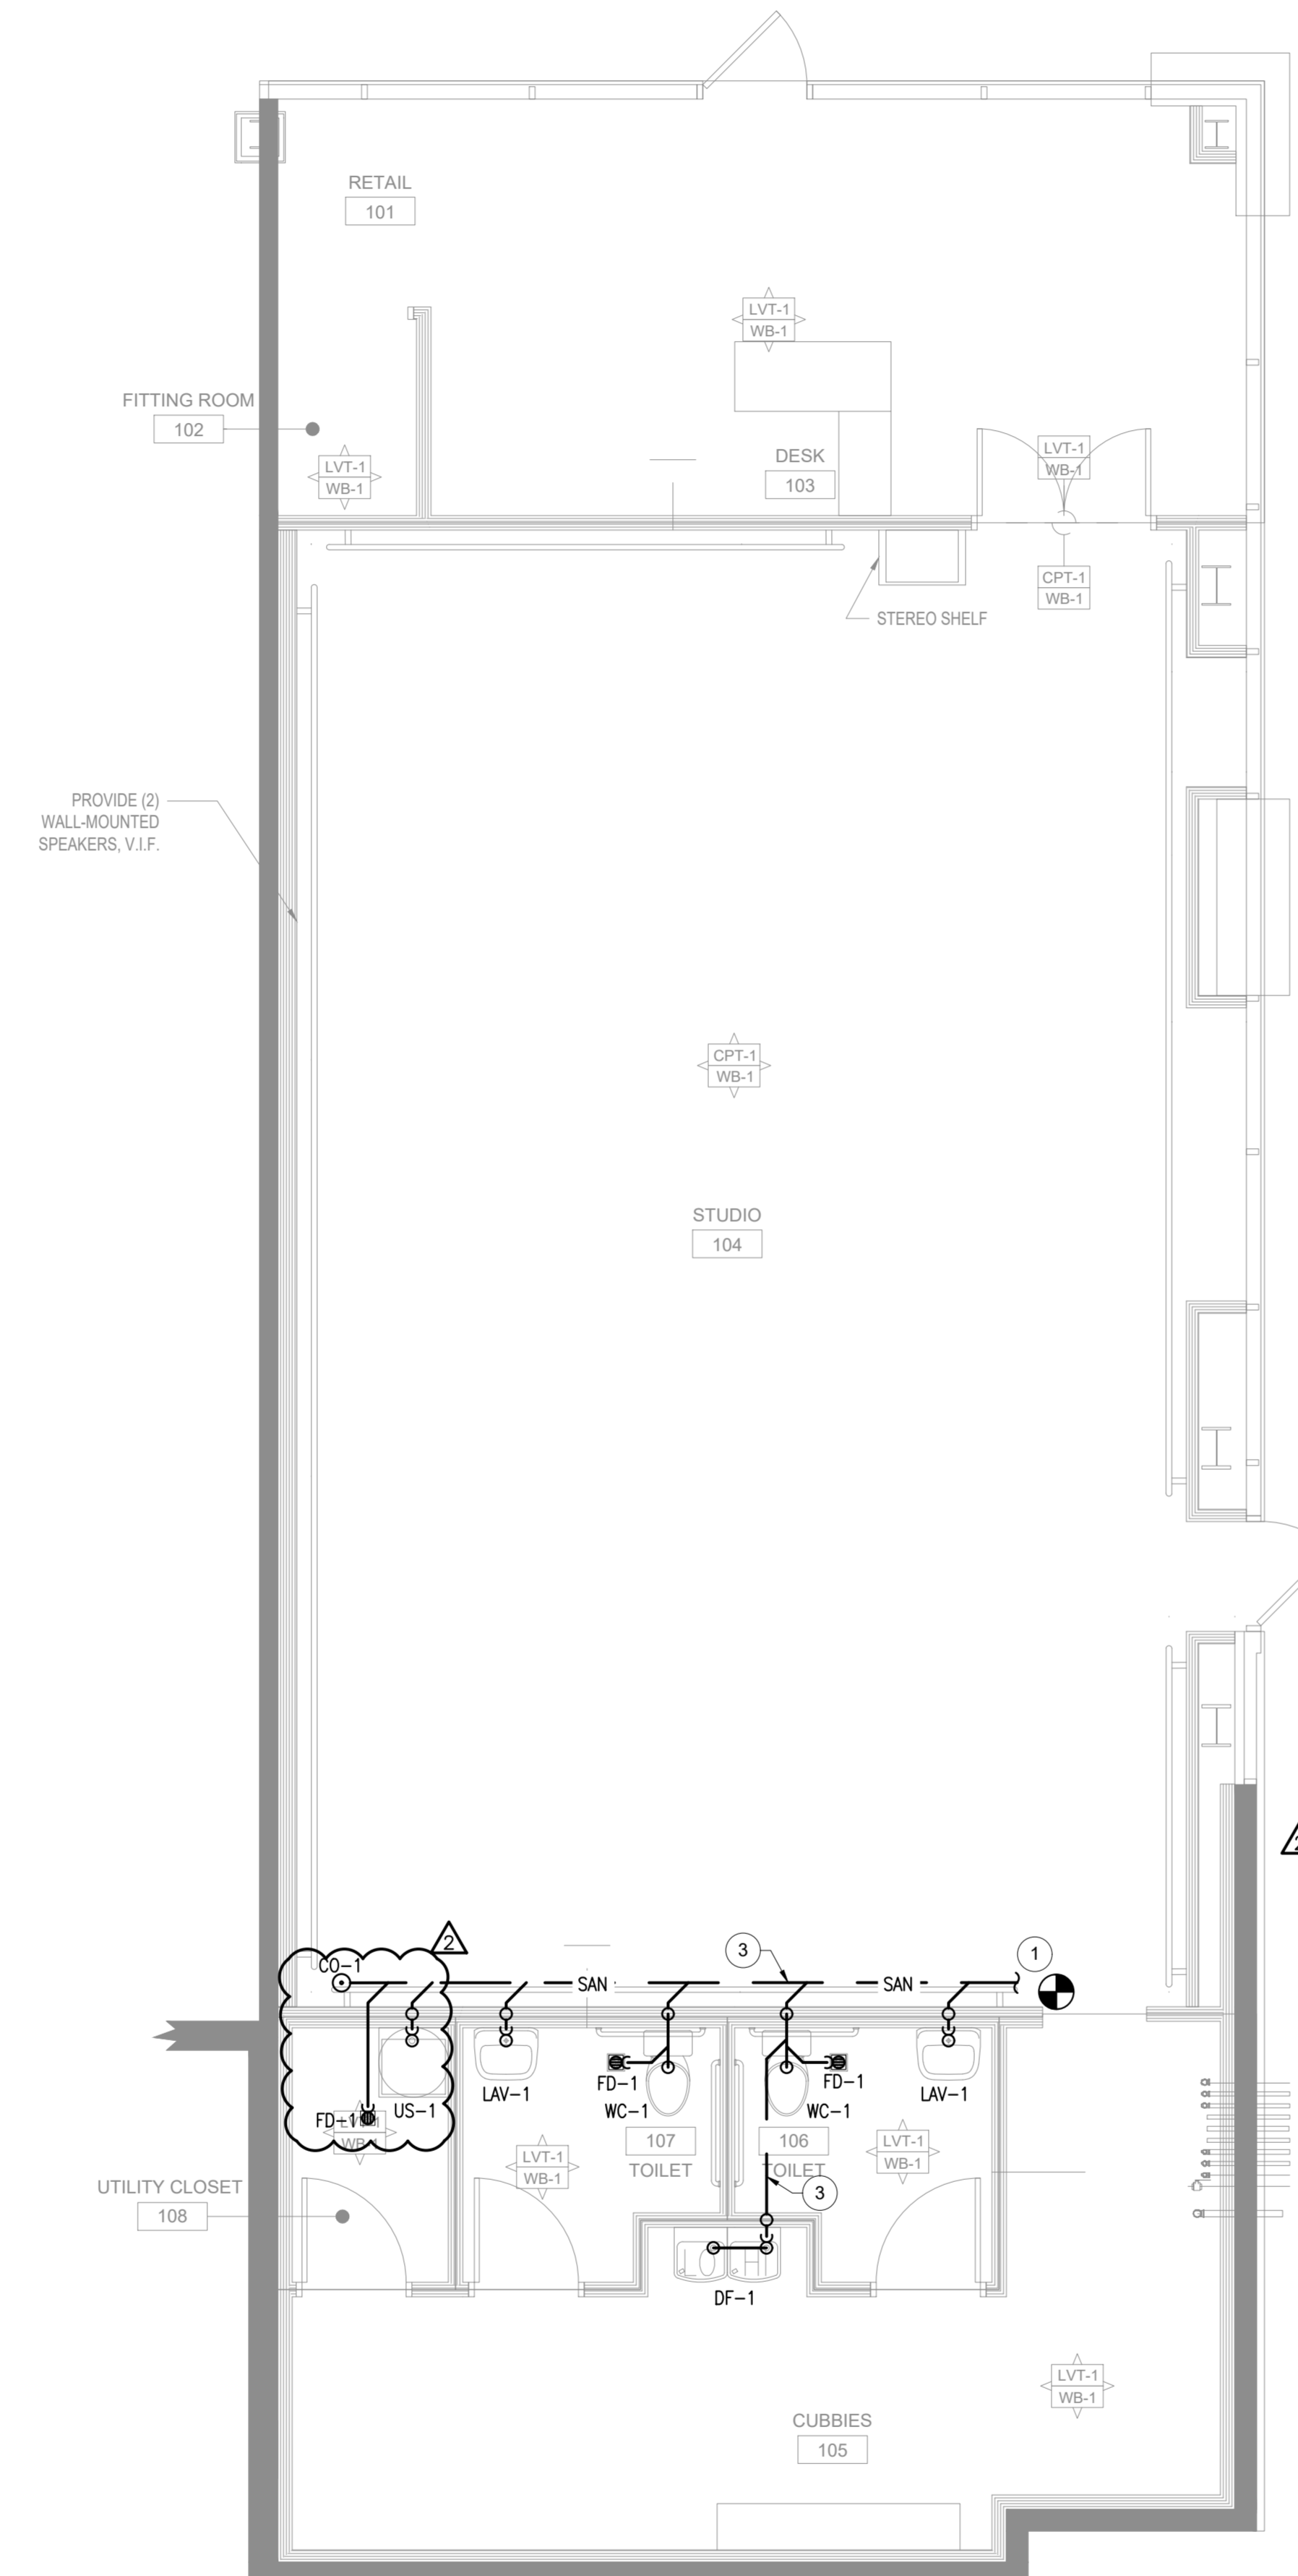 RETAIL
101
LVT-1
WB-1
FITTING ROOM
102
LVT-1
WB-1
DESK
103
LVT-1
WB-1
CPT-1
WB-1
STEREO SHELF
PROVIDE (2)
WALL-MOUNTED
SPEAKERS, V.I.F.
CPT-1
WB-1
STUDIO
104
2
CO-1
SAN
3
SAN
1
FD-1
US-1
LVT-1
WB-1
LAV-1
FD-1
WC-1
FD-1
WC-1
LAV-1
LVT-1
WB-1
107
TOILET
106
TOILET
LVT-1
WB-1
3
UTILITY CLOSET
108
DF-1
LVT-1
WB-1
CUBBIES
105